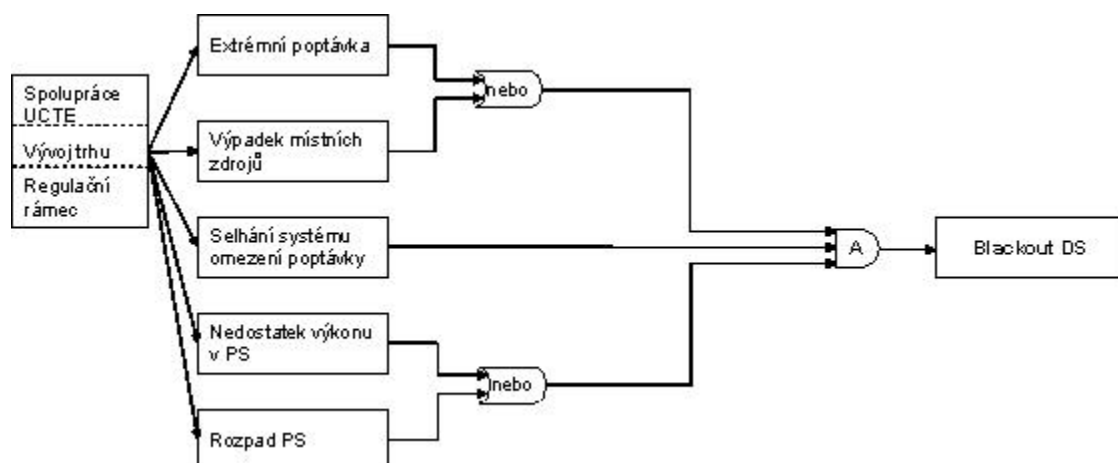 Spolupráce
UCTE
Vývoj trhu
Regulační
rámec
Extrémní poptávka
Výpadek místních
zdrojů
Selhání systému
omezení poptávky
Nedostatek výkonu
v PS
Rozpad PS
nebo
nebo
A
Blackout DS